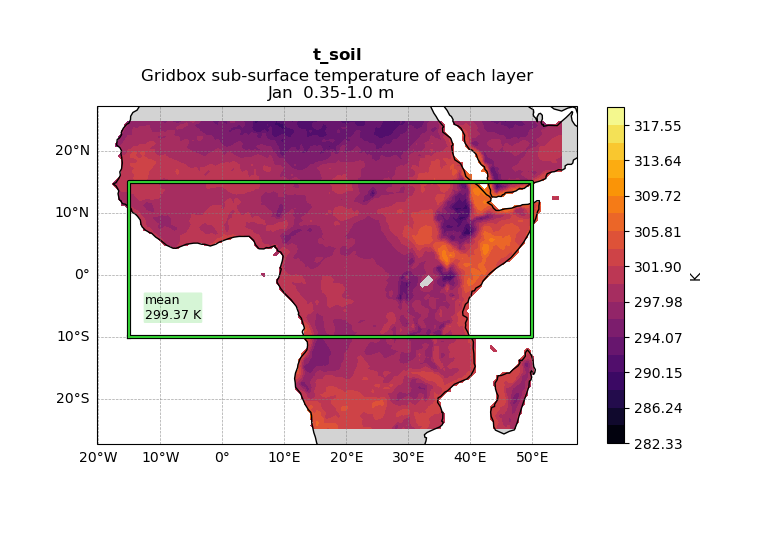 t_soil
Gridbox sub-surface temperature of each layer
Jan 0.35-1.0 m
20°N
10°N
0°
10°S
20°S
mean
299.37 K
20°W
10°W
0°
10°E
20°E
30°E
40°E
50°E
317.55
313.64
309.72
305.81
301.90
297.98
294.07
290.15
286.24
282.33
K